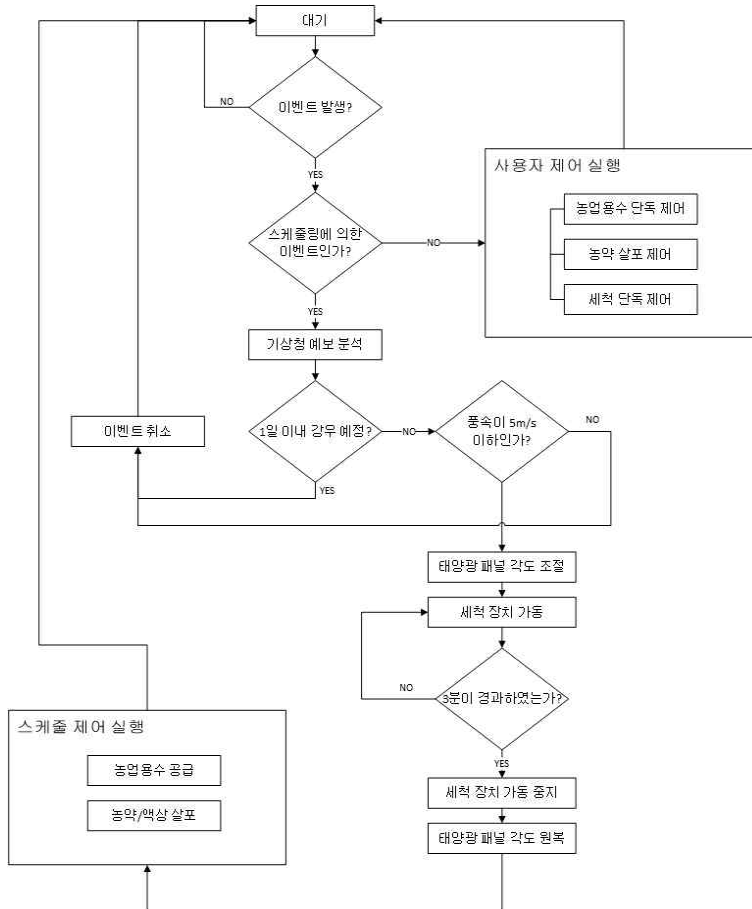 대기
이벤트 발생?
NO
YES
사용자 제어 실행
농업용수 단독 제어
농약 살포 제어
세척 단독 제어
스케줄링에 의한
이벤트인가?
NO
YES
기상청 예보 분석
1일 이내 강우 예정?
NO
YES
풍속이 5m/s
이하인가?
NO
이벤트 취소
태양광 패널 각도 조절
세척 장치 가동
3분이 경과하였는가?
NO
YES
세척 장치 가동 중지
태양광 패널 각도 원복
스케줄 제어 실행
농업용수 공급
농약/액상 살포